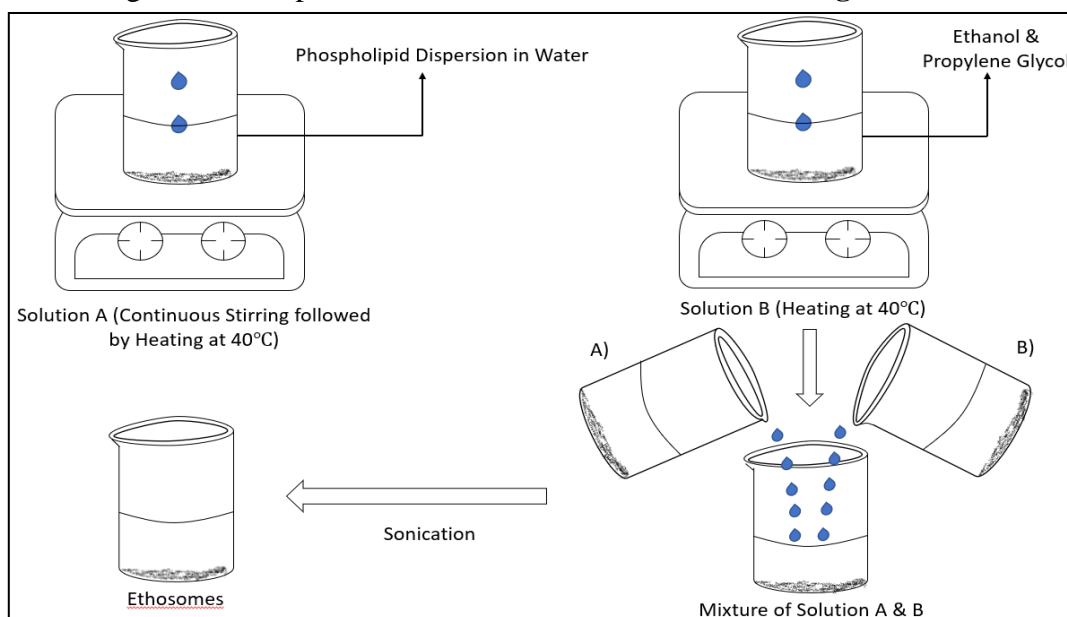 Phospholipid Dispersion in Water
Ethanol &
Propylene Glycol
Solution A (Continuous Stirring followed
by Heating at 40℃)
Solution B (Heating at 40℃)
A)
B)
Sonication
Ethosomes
Mixture of Solution A & B